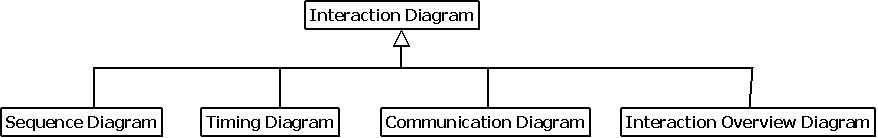 Interaction Diagram
Sequence Diagram
Timing Diagram
Communication Diagram
Interaction Overview Diagram